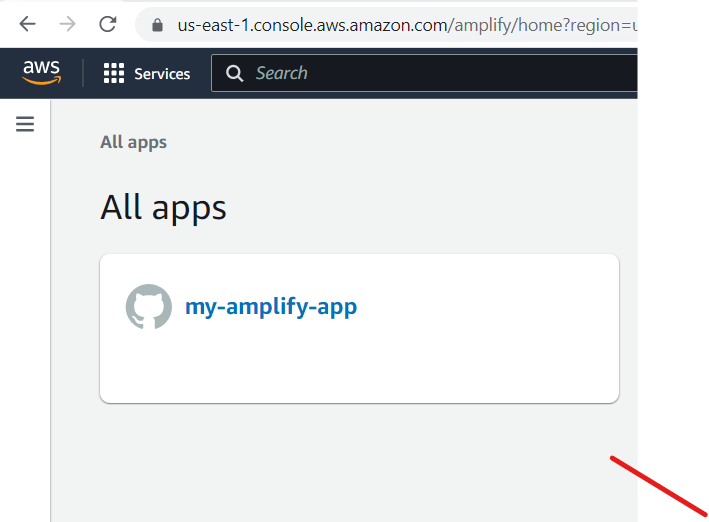 us-east-1.console.aws.amazon.com/amplify/home?region=u
aws
Services
Search
All apps
All apps
my-amplify-app